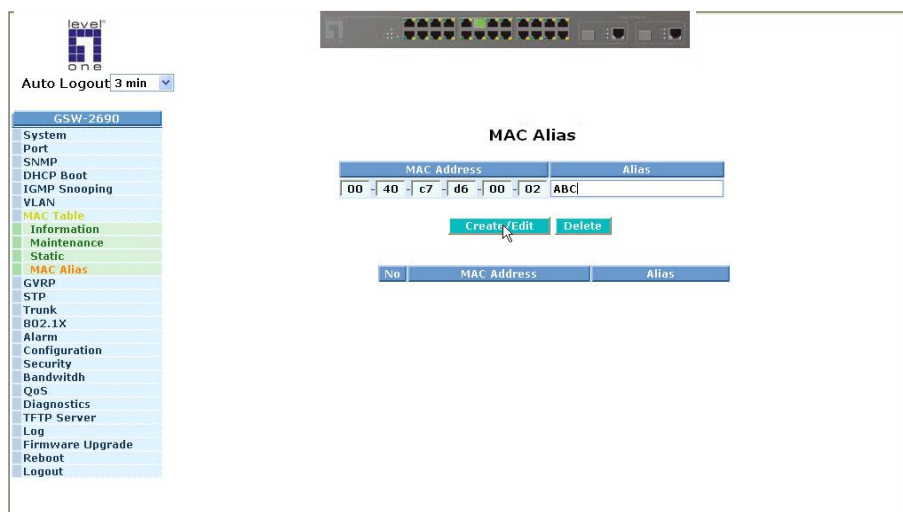 level
one
Auto Logout 3 min
GSW-2690
System
Port
SNMP
DHCP Boot
IGMP Snooping
VLAN
MAC Table
Information
Maintenance
Static
MAC Alias
GVRP
STP
Trunk
802.1X
Alarm
Configuration
Security
Bandwitdh
QoS
Diagnostics
TFTP Server
Log
Firmware Upgrade
Reboot
Logout
MAC Alias
MAC Address Alias
00 - 40 - c7 - d6 - 00 - 02 ABC
Create/Edit Delete
No MAC Address Alias